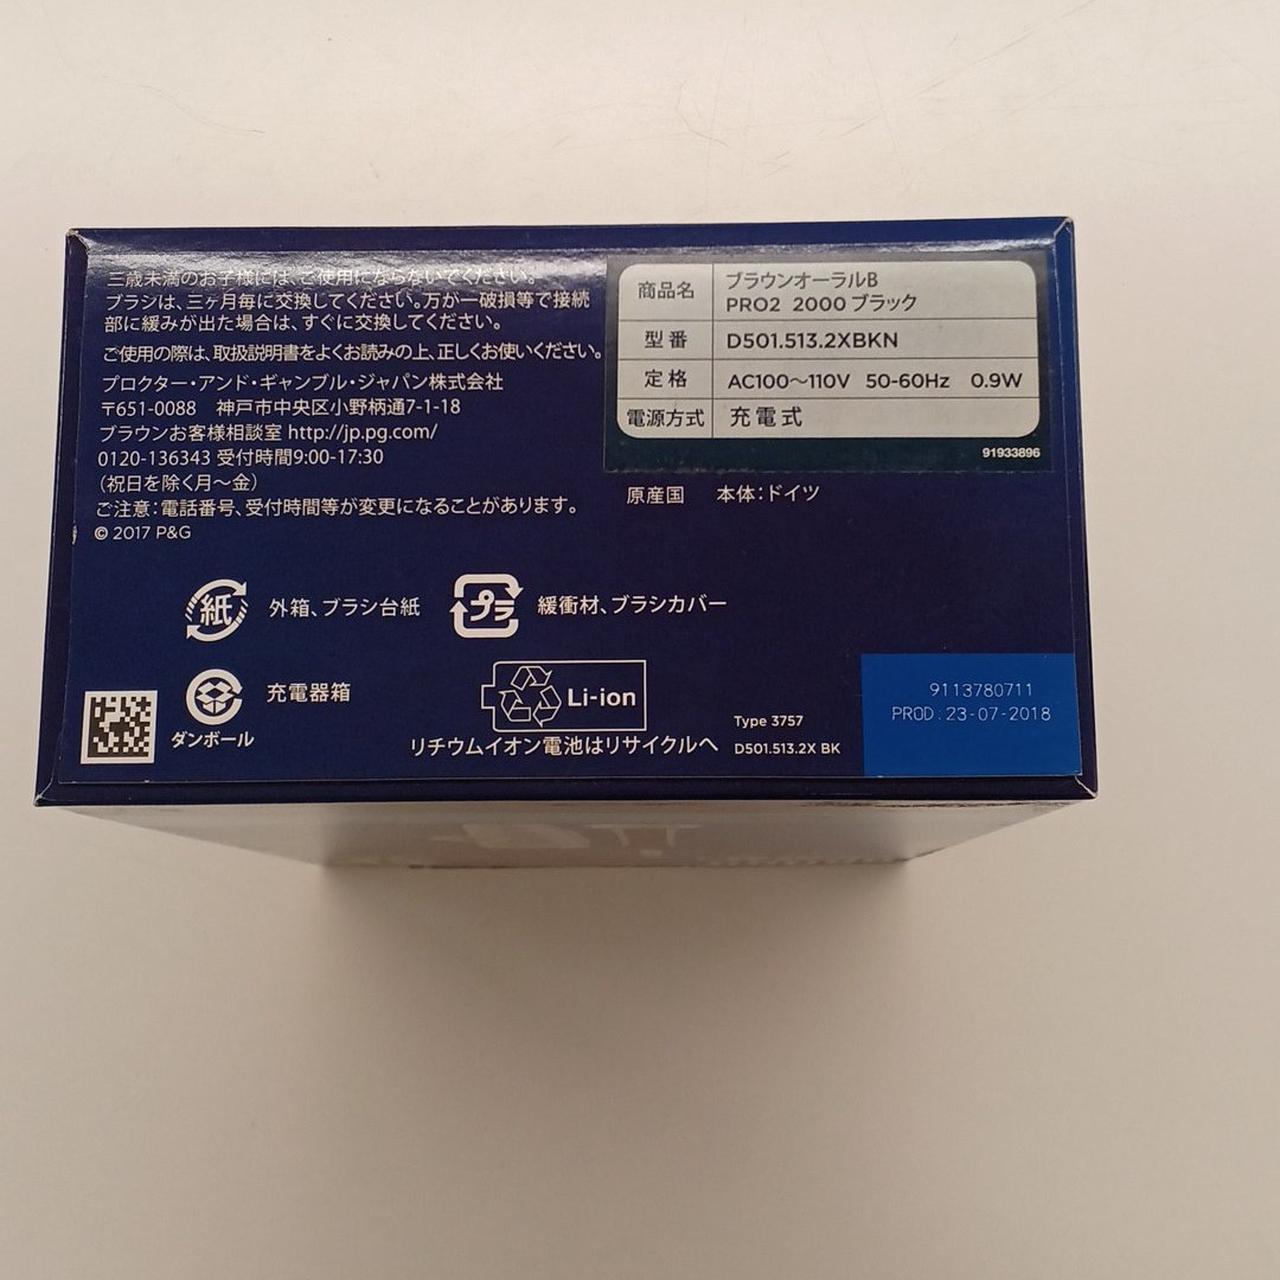 三歳未満のお子様には、ご使用にならないでください。
ブラシは、三ヶ月毎に交換してください。万が一破損等で接続
部に緩みが出た場合は、すぐに交換してください。
ご使用の際は、取扱説明書をよくお読みの上、正しくお使いください。
プロクター・アンド・ギャンブル・ジャパン株式会社
〒651-0088 神戸市中央区小野柄通7-1-18
ブラウンお客様相談室 http://jp.pg.com/
0120-136343 受付時間9:00-17:30
(祝日を除く月～金)
ご注意：電話番号、受付時間等が変更になることがあります。
© 2017 P&G
商品名 ブラウンオーラルB
PRO2 2000 ブラック
型番 D501.513.2XBKN
定格 AC100～110V 50-60Hz 0.9W
電源方式 充電式
91933896
原産国 本体：ドイツ
紙 外箱、ブラシ台紙
プラ 緩衝材、ブラシカバー
ダンボール
充電器箱
Li-ion
リチウムイオン電池はリサイクルへ
Type 3757
D501.513.2X BK
9113780711
PROD:23-07-2018